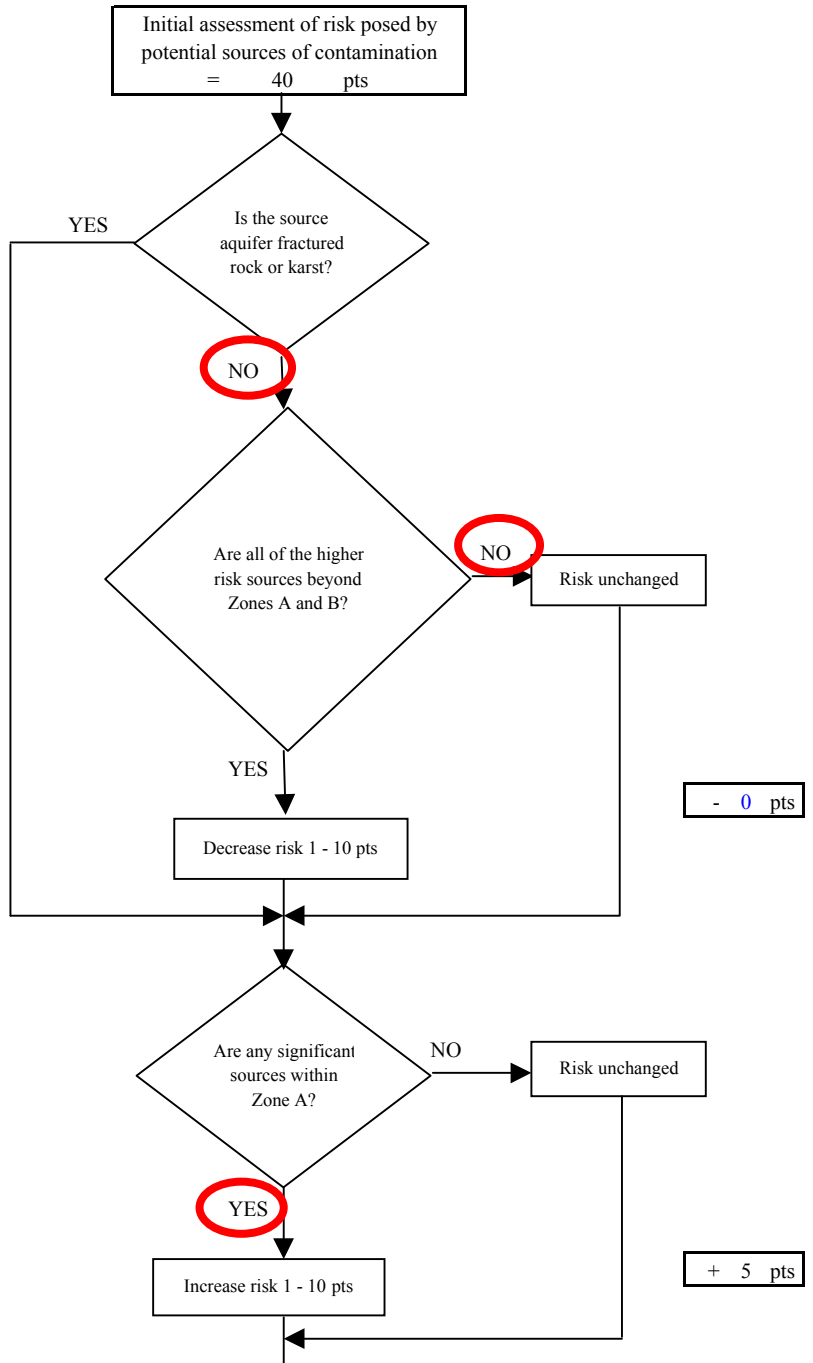 Initial assessment of risk posed by
potential sources of contamination
= 40 pts
YES
Is the source
aquifer fractured
rock or karst?
NO
Are all of the higher
risk sources beyond
Zones A and B?
NO
Risk unchanged
YES
- 0 pts
Decrease risk 1 - 10 pts
Are any significant
sources within
Zone A?
NO
Risk unchanged
YES
+ 5 pts
Increase risk 1 - 10 pts